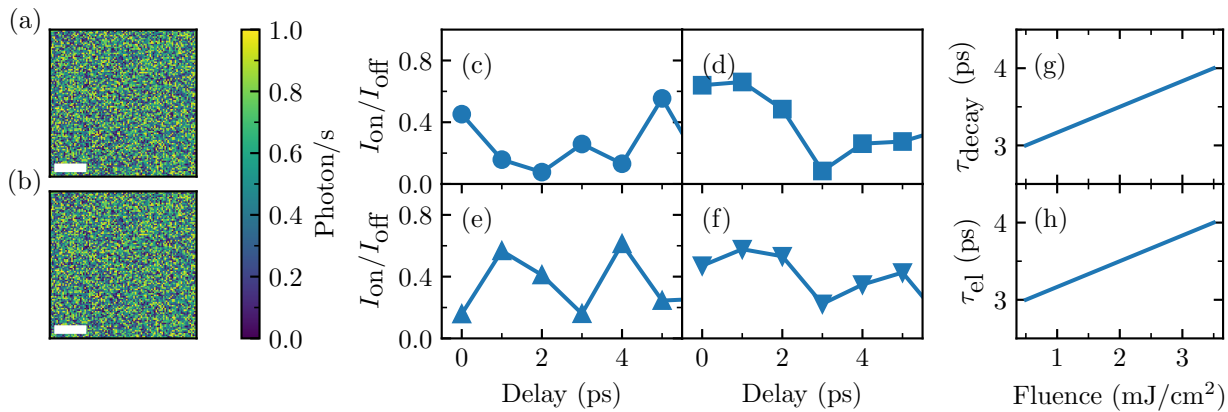 (a)
(b)
1.0
0.8
0.6
0.4
0.2
0.0
Photon/s
I_on/I_off
0.8
0.4
0.0
(c)
(d)
I_on/I_off
0.8
0.4
0.0
(e)
(f)
0 2 4
Delay (ps)
0 2 4
Delay (ps)
τ_decay (ps)
4
3
(g)
τ_el (ps)
4
3
(h)
1 2 3
Fluence (mJ/cm²)